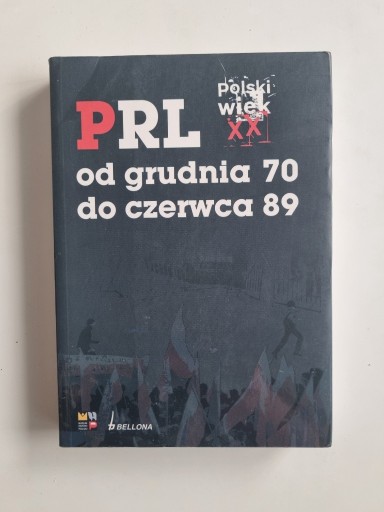 PRL
polski
wiek
XX
od grudnia 70
do czerwca 89
BELLONA